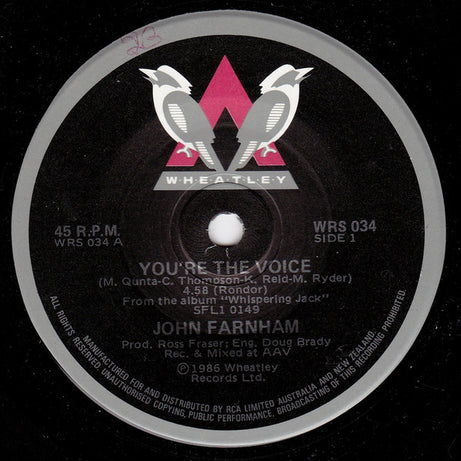 23
W·H·E·A·T·L·E·Y
45 R.P.M.
WRS 034 A
WRS 034
SIDE 1
YOU'RE THE VOICE
(M. Qunta-C. Thomoson-K. Reid-M. Ryder)
4.58 (Rondor)
From the album "Whispering Jack"
SFL1 0149
JOHN FARNHAM
Prod. Ross Fraser; Eng. Doug Brady
Rec. & Mixed at AAV
Ⓟ1986 Wheatley
Records Ltd.
MANUFACTURED FOR AND DISTRIBUTED BY RCA LIMITED AUSTRALIA AND NEW ZEALAND.
ALL RIGHTS RESERVED. UNAUTHORISED COPYING, PUBLIC PERFORMANCE, BROADCASTING OF THIS RECORDING PROHIBITED.